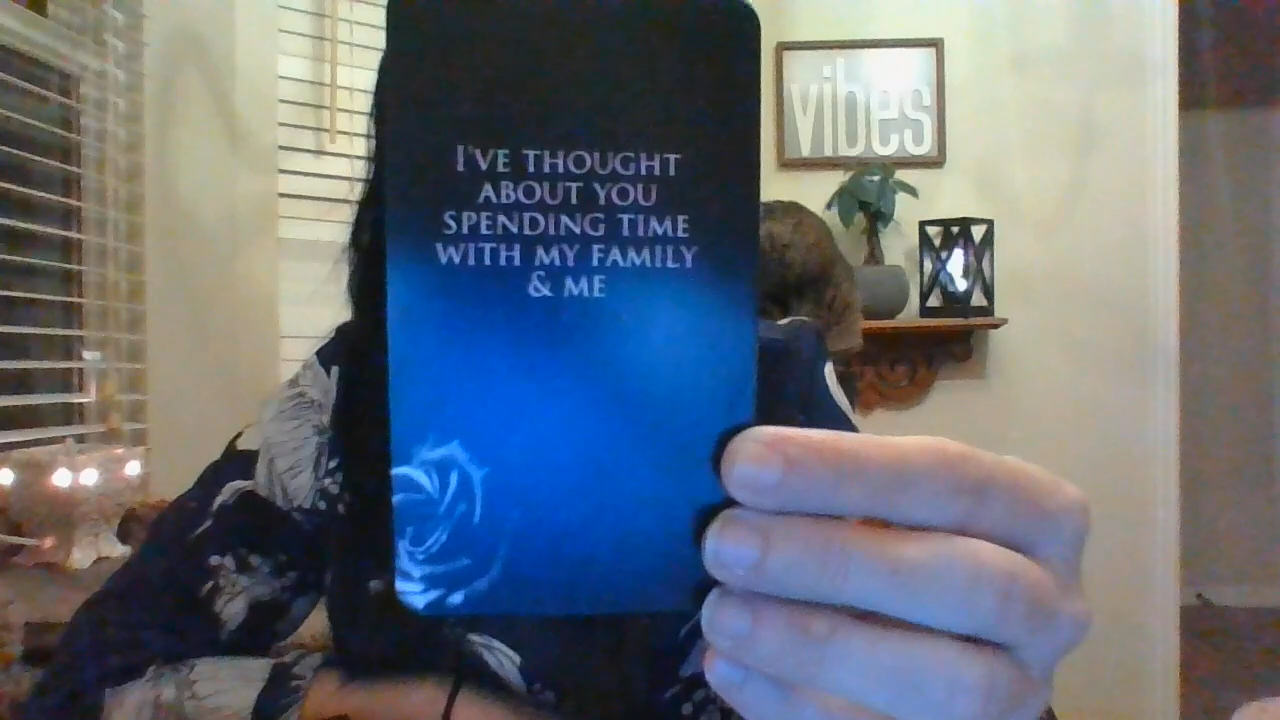 I'VE THOUGHT
ABOUT YOU
SPENDING TIME
WITH MY FAMILY
& ME
vibes